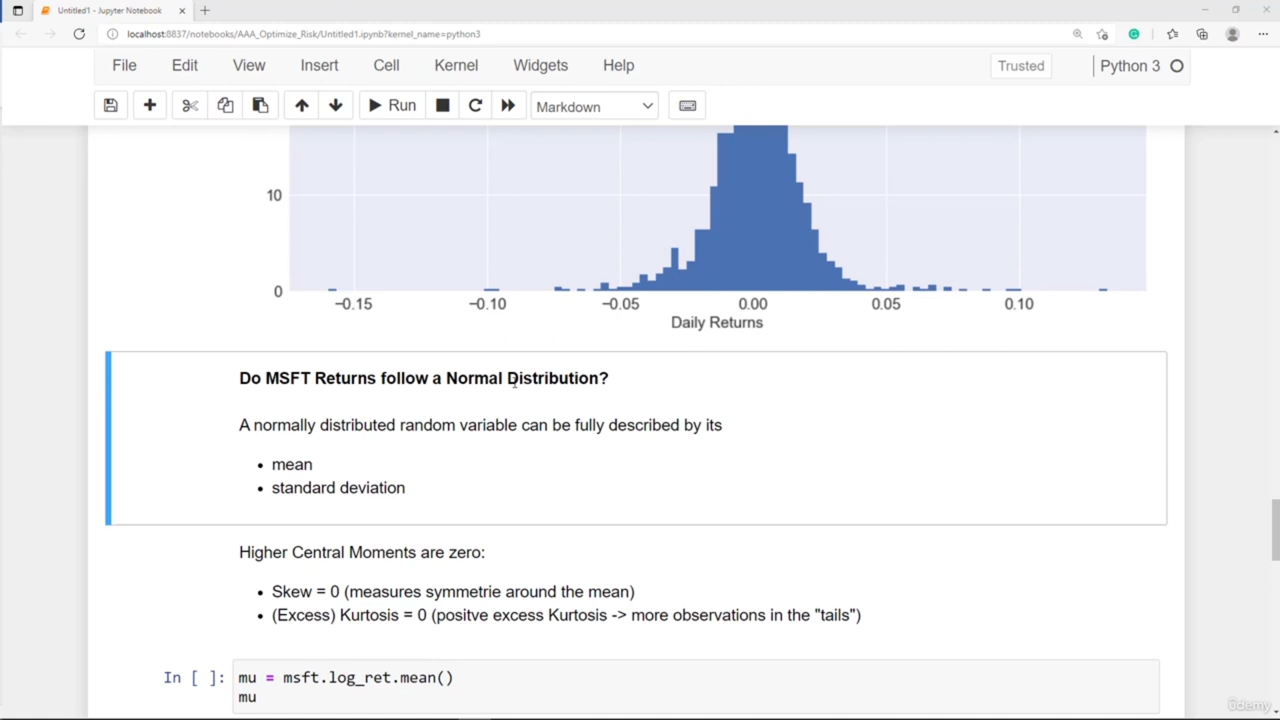 Untitled1 - Jupyter Notebook
localhost:8837/notebooks/AAA_Optimize_Risk/Untitled1.ipynb?kernel_name=python3
File Edit View Insert Cell Kernel Widgets Help Trusted Python 3
Run Markdown
10
0
−0.15 −0.10 −0.05 0.00 0.05 0.10
Daily Returns
Do MSFT Returns follow a Normal Distribution?
A normally distributed random variable can be fully described by its
• mean
• standard deviation
Higher Central Moments are zero:
• Skew = 0 (measures symmetrie around the mean)
• (Excess) Kurtosis = 0 (positve excess Kurtosis -> more observations in the "tails")
In [ ]: mu = msft.log_ret.mean()
mu
ûdemy